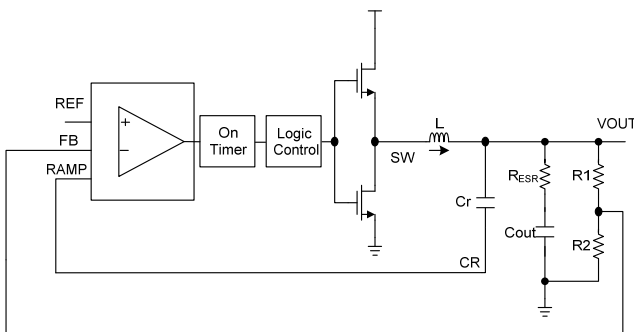 REF
FB
RAMP
+
−
On
Timer
Logic
Control
SW
L
VOUT
Cr
CR
RESR
Cout
R1
R2